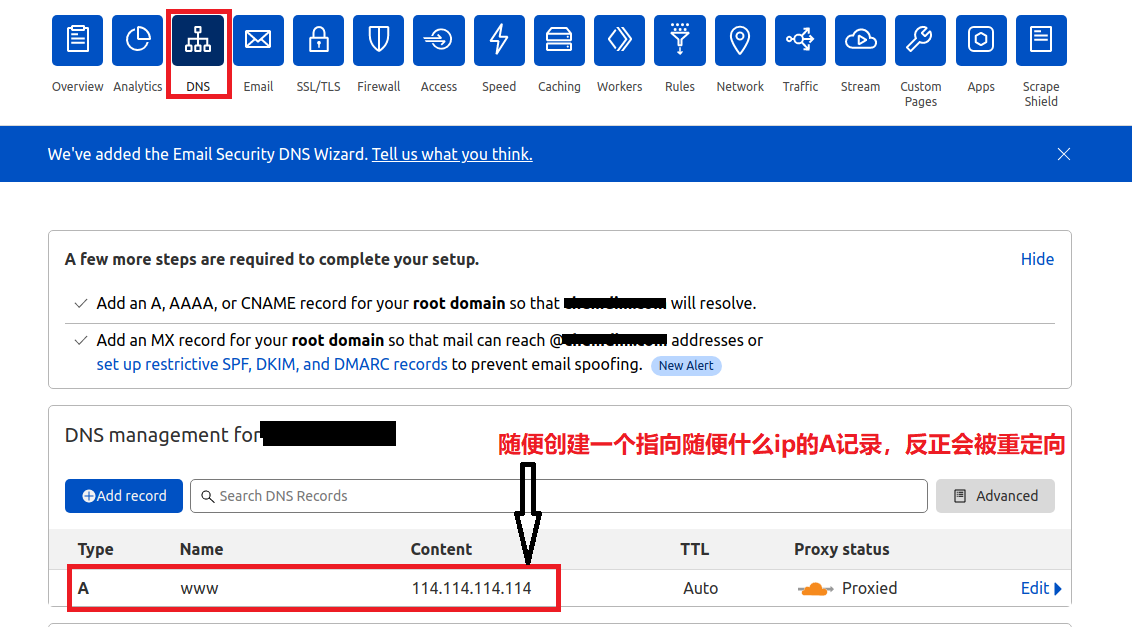 Overview Analytics DNS Email SSL/TLS Firewall Access Speed Caching Workers Rules Network Traffic Stream Custom Pages Apps Scrape Shield
We've added the Email Security DNS Wizard. Tell us what you think.
A few more steps are required to complete your setup.
Hide
Add an A, AAAA, or CNAME record for your root domain so that will resolve.
Add an MX record for your root domain so that mail can reach @ addresses or
set up restrictive SPF, DKIM, and DMARC records to prevent email spoofing. New Alert
DNS management for
随便创建一个指向随便什么ip的A记录，反正会被重定向
Add record
Search DNS Records
Advanced
Type Name Content TTL Proxy status
A www 114.114.114.114 Auto Proxied Edit